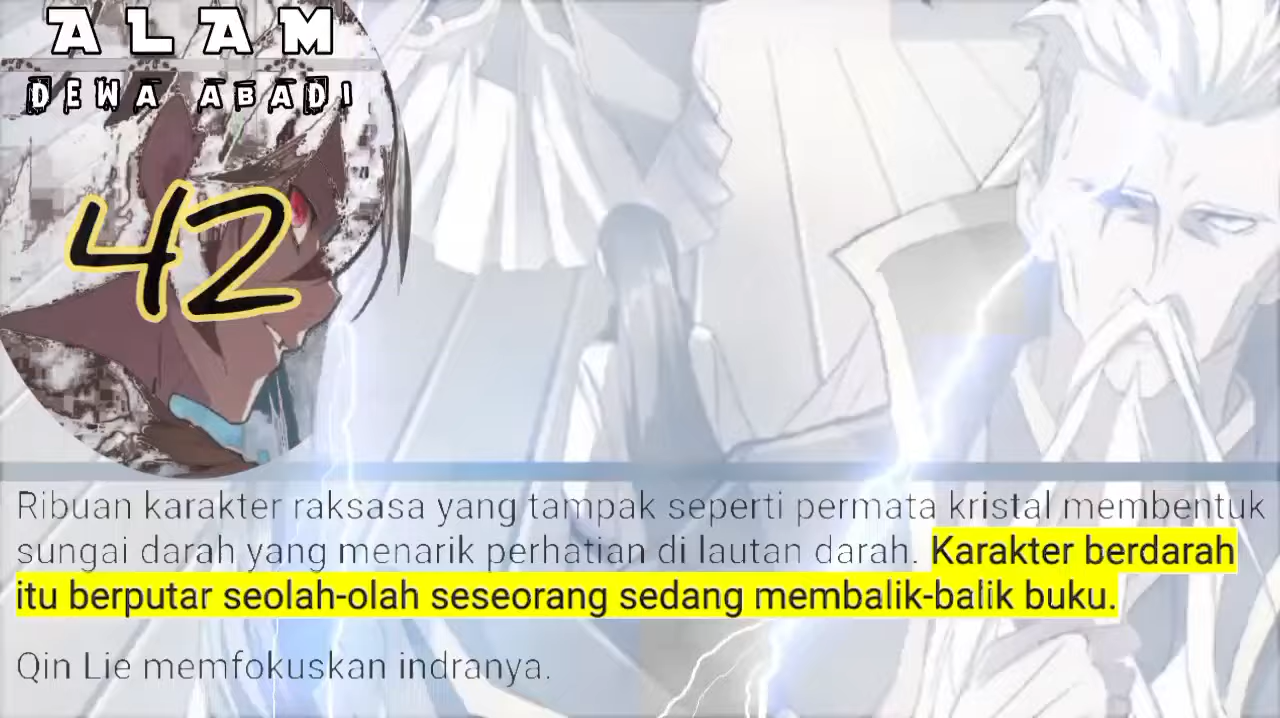 ALAM
DEWA ABADI
42
Ribuan karakter raksasa yang tampak seperti permata kristal membentuk
sungai darah yang menarik perhatian di lautan darah. Karakter berdarah
itu berputar seolah-olah seseorang sedang membalik-balik buku.
Qin Lie memfokuskan indranya.